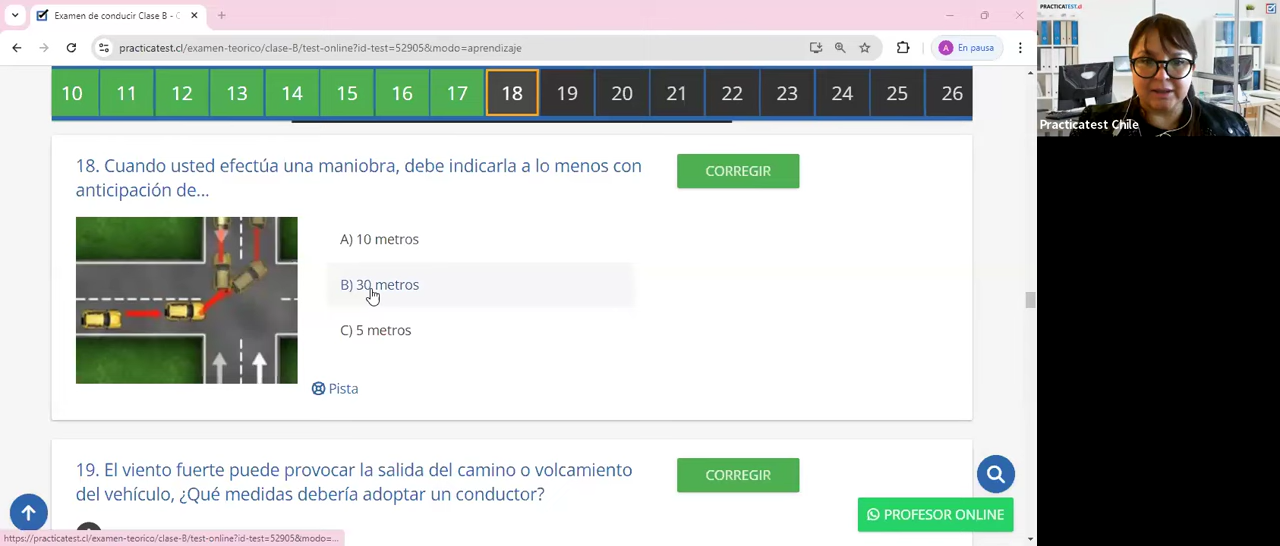 Examen de conducir Clase B - C
practicatest.cl/examen-teorico/clase-B/test-online?id-test=52905&modo=aprendizaje
A
En pausa
PRACTICATEST.CL
Practicatest Chile
10 11 12 13 14 15 16 17 18 19 20 21 22 23 24 25 26
18. Cuando usted efectúa una maniobra, debe indicarla a lo menos con
anticipación de...
CORREGIR
A) 10 metros
B) 30 metros
C) 5 metros
Pista
19. El viento fuerte puede provocar la salida del camino o volcamiento
del vehículo, ¿Qué medidas debería adoptar un conductor?
CORREGIR
PROFESOR ONLINE
https://practicatest.cl/examen-teorico/clase-B/test-online?id-test=52905&modo=...